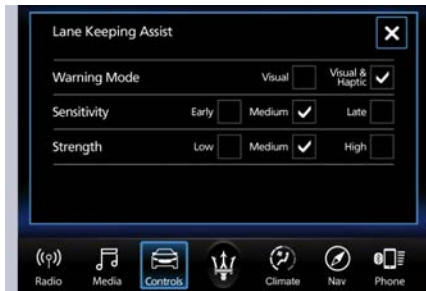 Lane Keeping Assist
Warning Mode Visual Visual & Haptic
Sensitivity Early Medium Late
Strength Low Medium High
Radio Media Controls Climate Nav Phone